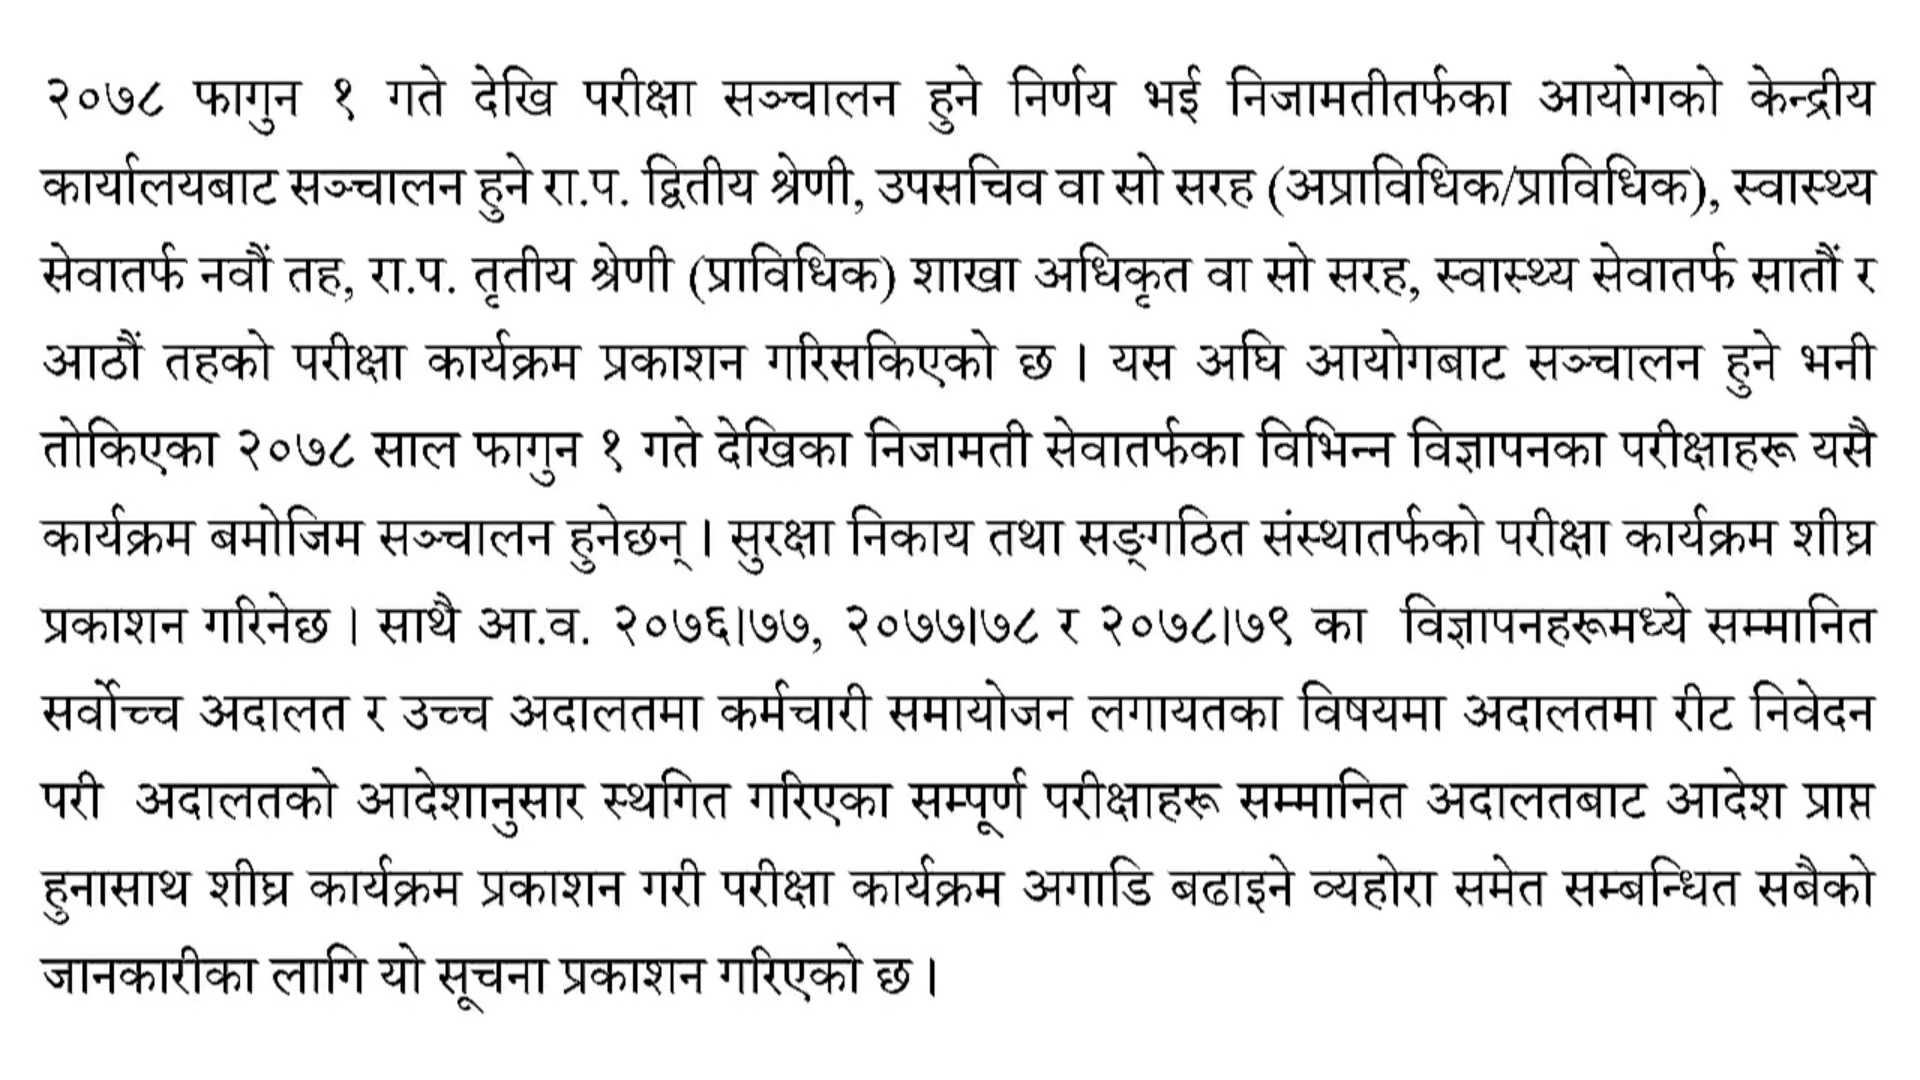 २०७८ फागुन १ गते देखि परीक्षा सञ्चालन हुने निर्णय भई निजामतीतर्फका आयोगको केन्द्रीय
कार्यालयबाट सञ्चालन हुने रा.प. द्वितीय श्रेणी, उपसचिव वा सो सरह (अप्राविधिक/प्राविधिक), स्वास्थ्य
सेवातर्फ नवौं तह, रा.प. तृतीय श्रेणी (प्राविधिक) शाखा अधिकृत वा सो सरह, स्वास्थ्य सेवातर्फ सातौं र
आठौं तहको परीक्षा कार्यक्रम प्रकाशन गरिसकिएको छ । यस अघि आयोगबाट सञ्चालन हुने भनी
तोकिएका २०७८ साल फागुन १ गते देखिका निजामती सेवातर्फका विभिन्न विज्ञापनका परीक्षाहरू यसै
कार्यक्रम बमोजिम सञ्चालन हुनेछन् । सुरक्षा निकाय तथा सङ्गठित संस्थातर्फको परीक्षा कार्यक्रम शीघ्र
प्रकाशन गरिनेछ । साथै आ.व. २०७६।७७, २०७७।७८ र २०७८।७९ का विज्ञापनहरूमध्ये सम्मानित
सर्वोच्च अदालत र उच्च अदालतमा कर्मचारी समायोजन लगायतका विषयमा अदालतमा रीट निवेदन
परी अदालतको आदेशानुसार स्थगित गरिएका सम्पूर्ण परीक्षाहरू सम्मानित अदालतबाट आदेश प्राप्त
हुनासाथ शीघ्र कार्यक्रम प्रकाशन गरी परीक्षा कार्यक्रम अगाडि बढाइने व्यहोरा समेत सम्बन्धित सबैको
जानकारीका लागि यो सूचना प्रकाशन गरिएको छ ।